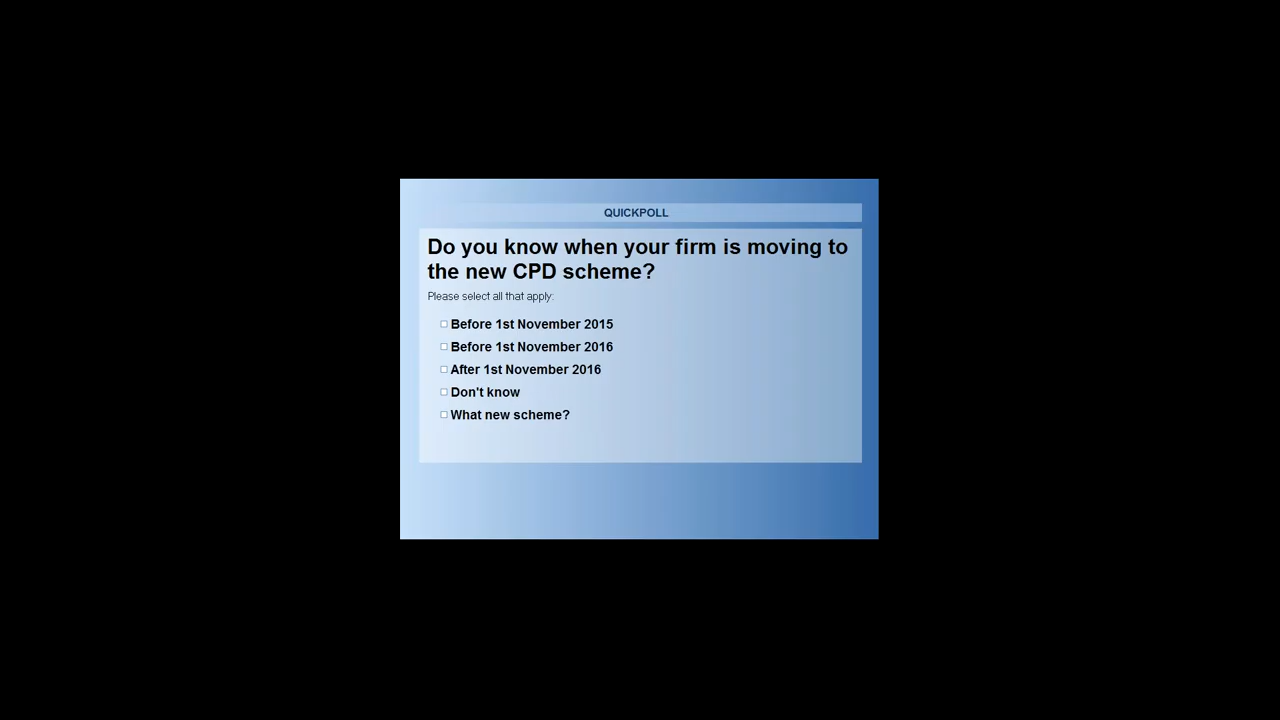 QUICKPOLL
Do you know when your firm is moving to
the new CPD scheme?
Please select all that apply:
Before 1st November 2015
Before 1st November 2016
After 1st November 2016
Don't know
What new scheme?